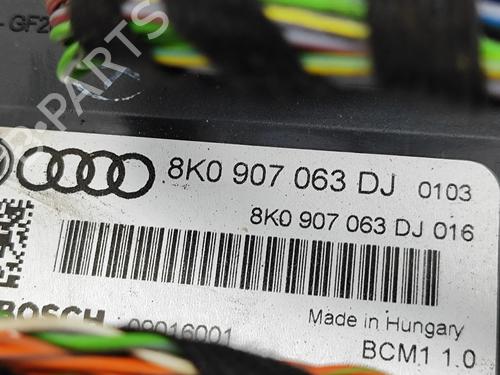 - GF2
8K0 907 063 DJ 0103
8K0 907 063 DJ 016
BOSCH 09016001
Made in Hungary
BCM1 1.0